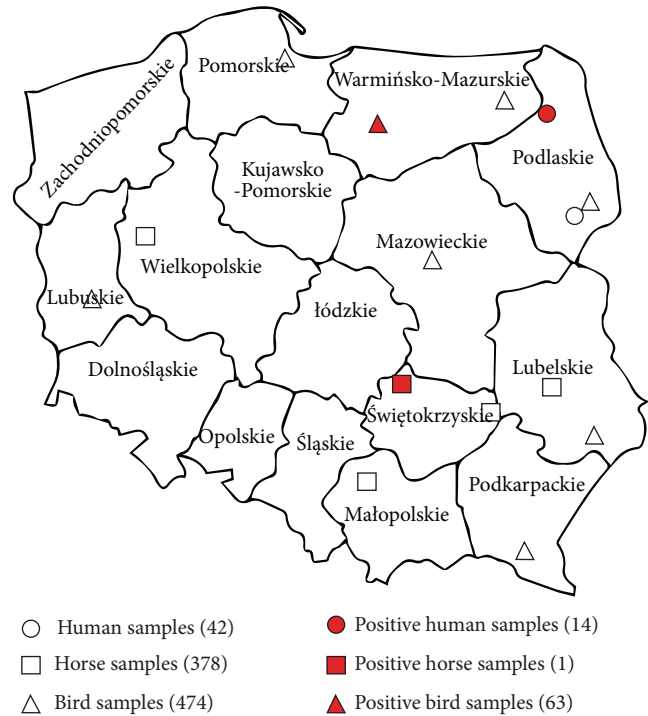 Pomorskie
Warmińsko-Mazurskie
Zachodniopomorskie
Podlaskie
Kujawsko
-Pomorskie
Mazowieckie
Wielkopolskie
Lubuskie
łódzkie
Dolnośląskie
Lubelskie
Świętokrzyskie
Opolskie
Śląskie
Podkarpackie
Małopolskie
Human samples (42)
Positive human samples (14)
Horse samples (378)
Positive horse samples (1)
Bird samples (474)
Positive bird samples (63)